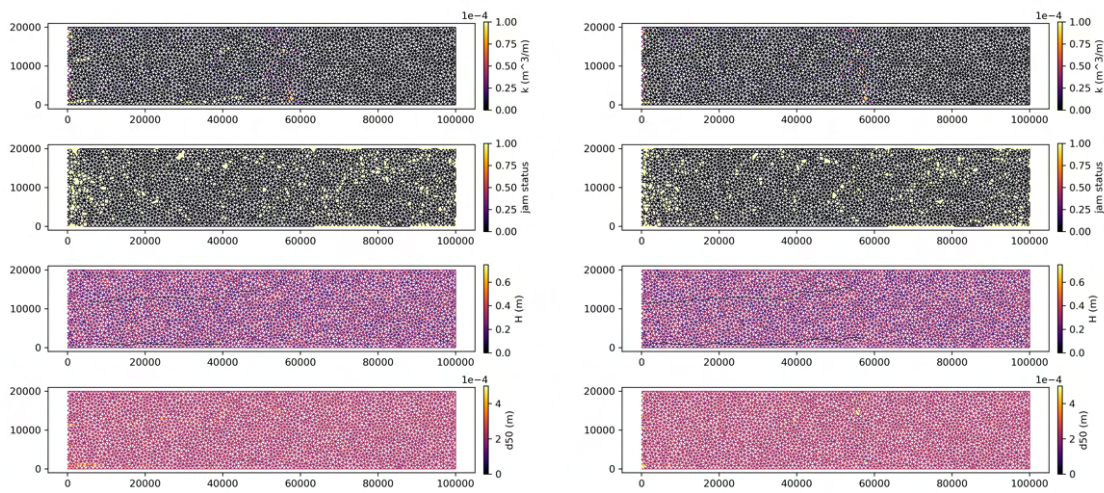 1e−4 1e−4
20000 1.00 20000 1.00
0.75 0.75
10000 0.50 10000 0.50
0.25 0.25
0 0.00 0 0.00
k (m^3/m) k (m^3/m)
0 20000 40000 60000 80000 100000 0 20000 40000 60000 80000 100000
20000 1.00 20000 1.00
0.75 0.75
10000 0.50 10000 0.50
0.25 0.25
0 0.00 0 0.00
jam status jam status
0 20000 40000 60000 80000 100000 0 20000 40000 60000 80000 100000
20000 0.6 20000 0.6
10000 0.4 10000 0.4
0.2 0.2
0 0.0 0 0.0
H (m) H (m)
0 20000 40000 60000 80000 100000 0 20000 40000 60000 80000 100000
1e−4 1e−4
20000 4 20000 4
10000 2 10000 2
0 0 0 0
d50 (m) d50 (m)
0 20000 40000 60000 80000 100000 0 20000 40000 60000 80000 100000